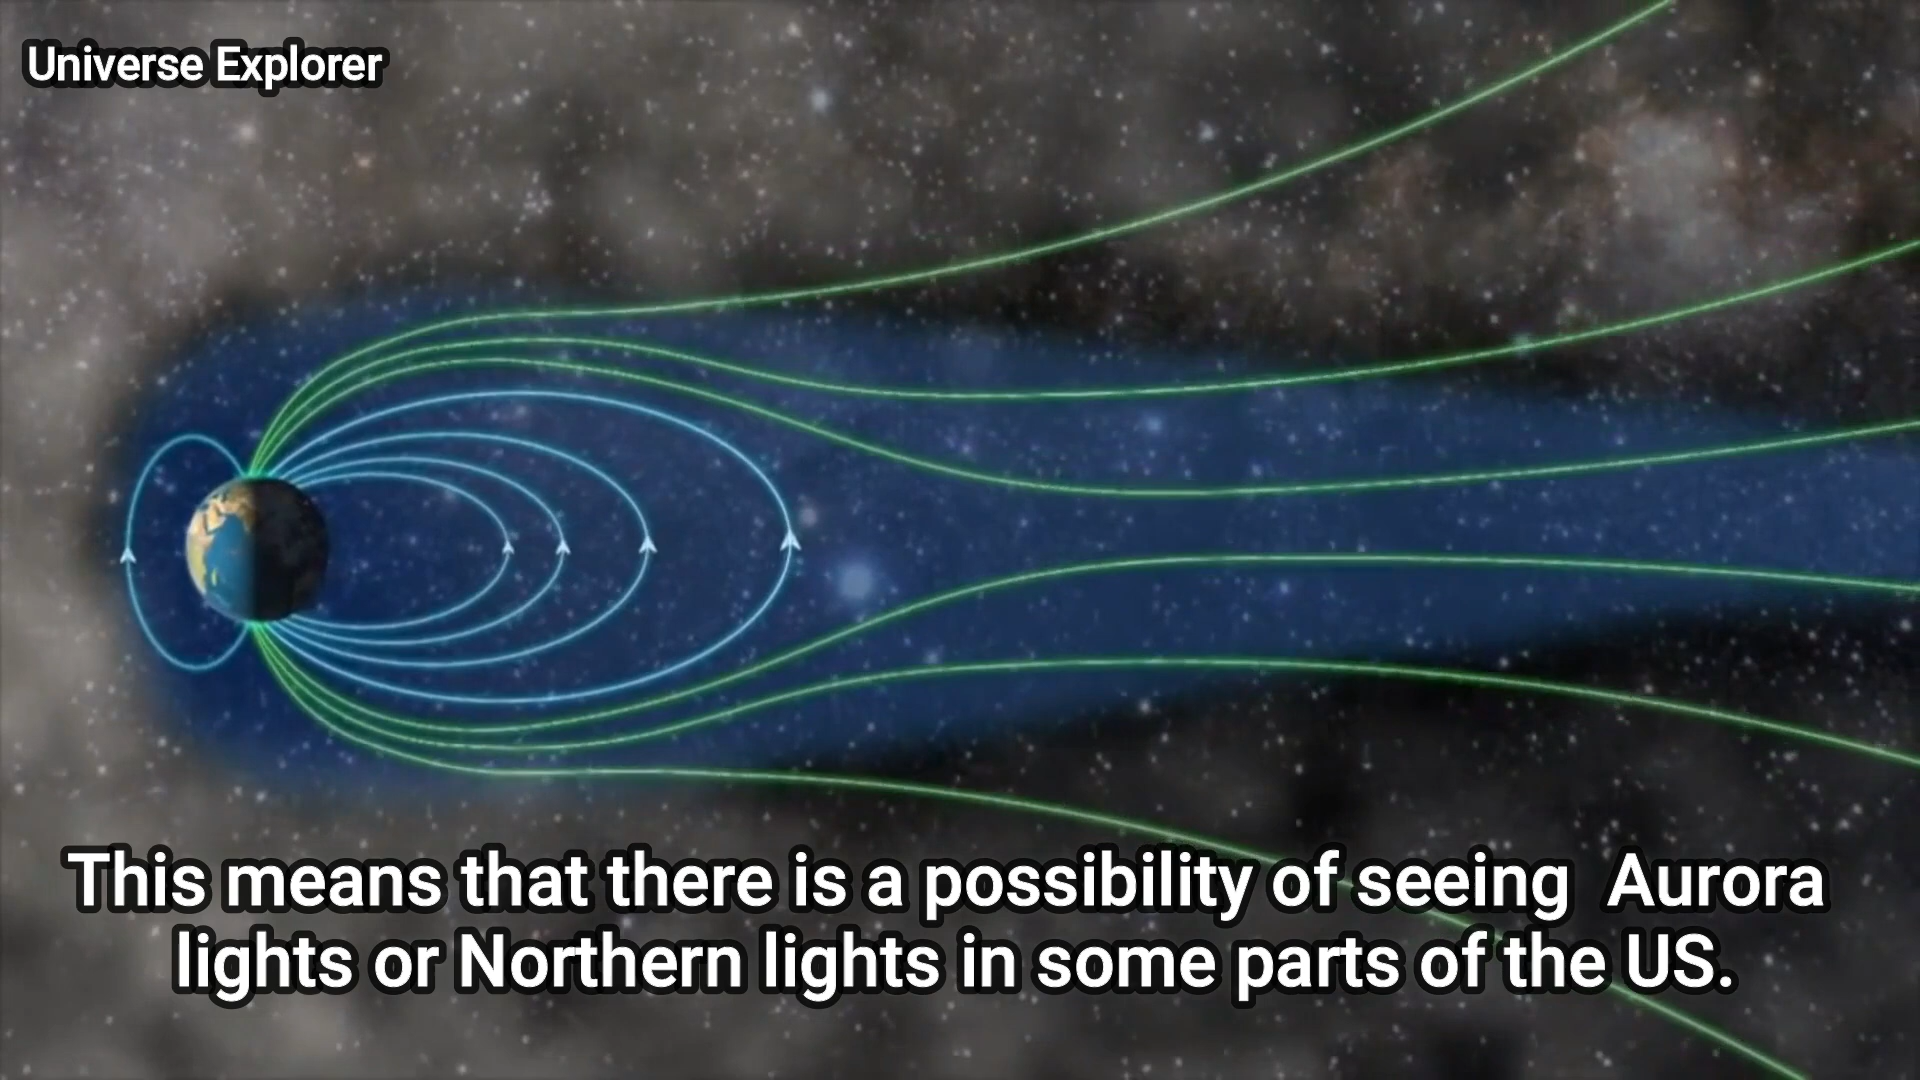 Universe Explorer
This means that there is a possibility of seeing  Aurora
lights or Northern lights in some parts of the US.